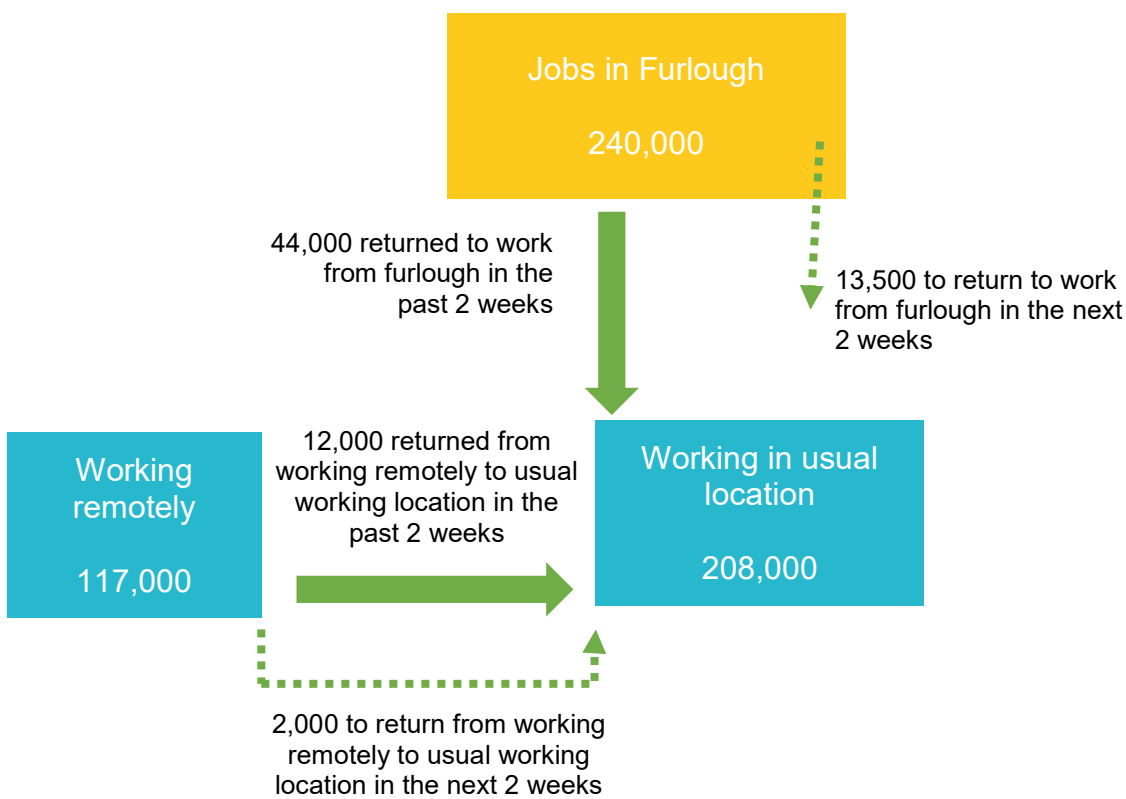 Jobs in Furlough
240,000
44,000 returned to work
from furlough in the
past 2 weeks
13,500 to return to work
from furlough in the next
2 weeks
Working
remotely
117,000
12,000 returned from
working remotely to usual
working location in the
past 2 weeks
Working in usual
location
208,000
2,000 to return from working
remotely to usual working
location in the next 2 weeks